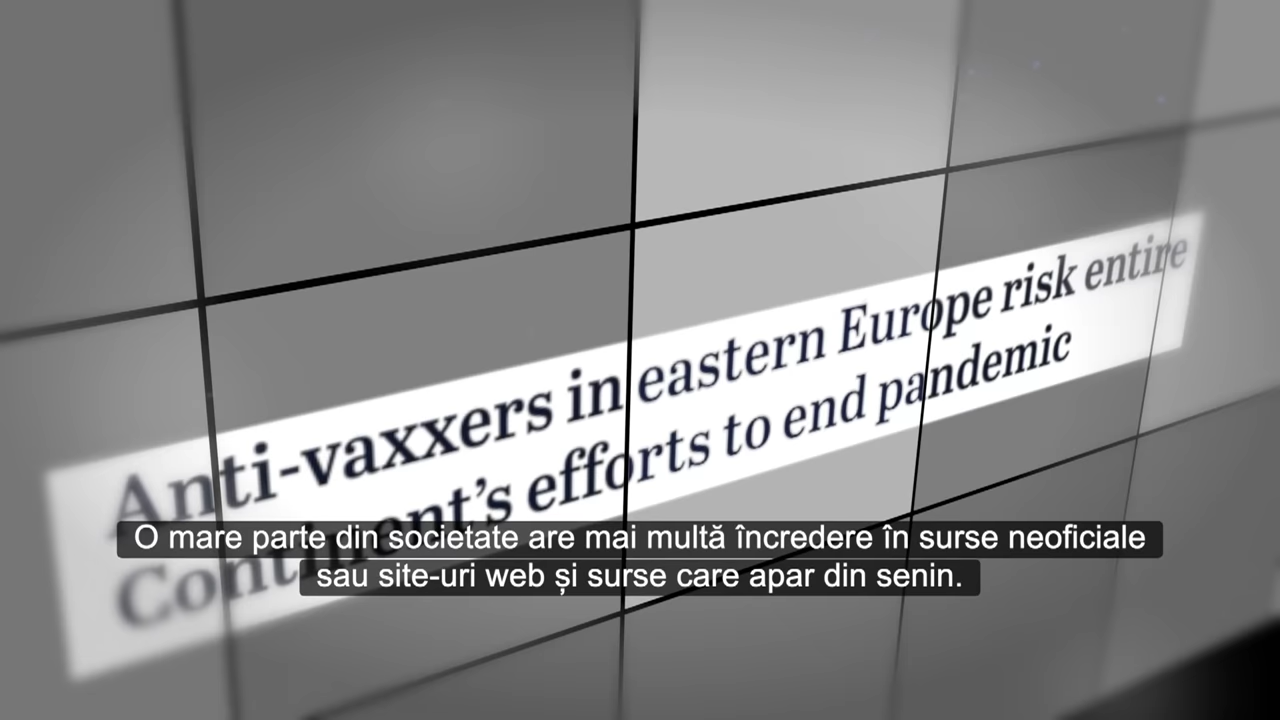 Anti-vaxxers in eastern Europe risk entire
Continent's efforts to end pandemic
O mare parte din societate are mai multă încredere în surse neoficiale
sau site-uri web și surse care apar din senin.